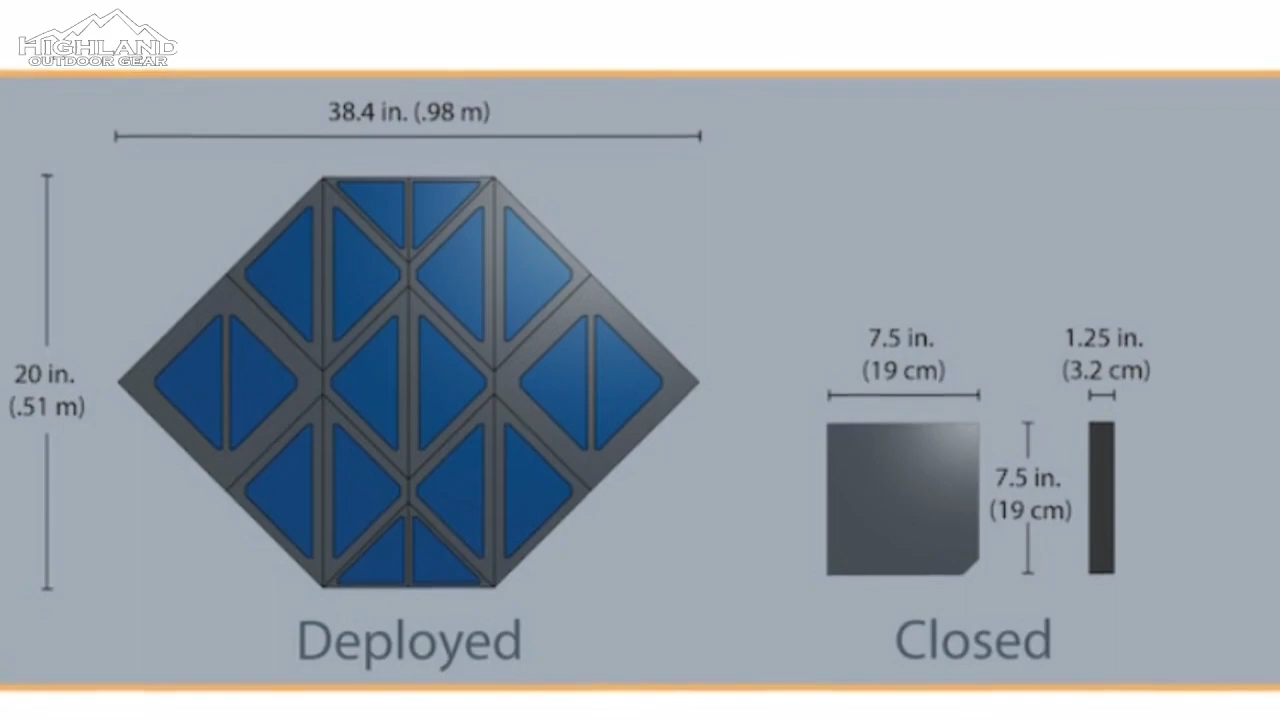 HIGHLAND
OUTDOOR GEAR
38.4 in. (.98 m)
20 in.
(.51 m)
7.5 in.
(19 cm)
1.25 in.
(3.2 cm)
7.5 in.
(19 cm)
Deployed
Closed